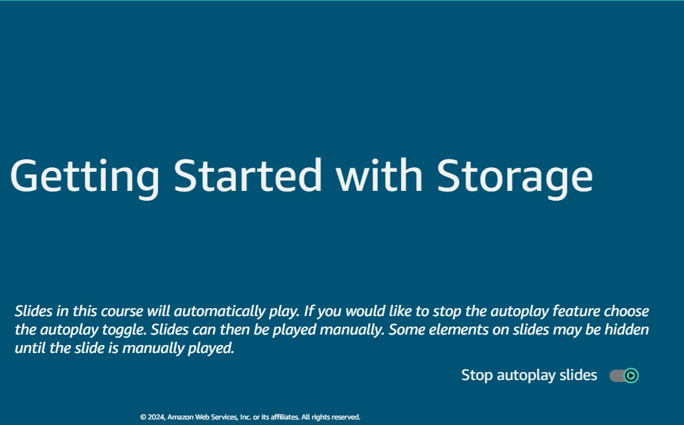 Getting Started with Storage
Slides in this course will automatically play. If you would like to stop the autoplay feature choose
the autoplay toggle. Slides can then be played manually. Some elements on slides may be hidden
until the slide is manually played.
Stop autoplay slides
© 2024, Amazon Web Services, Inc. or its affiliates. All rights reserved.